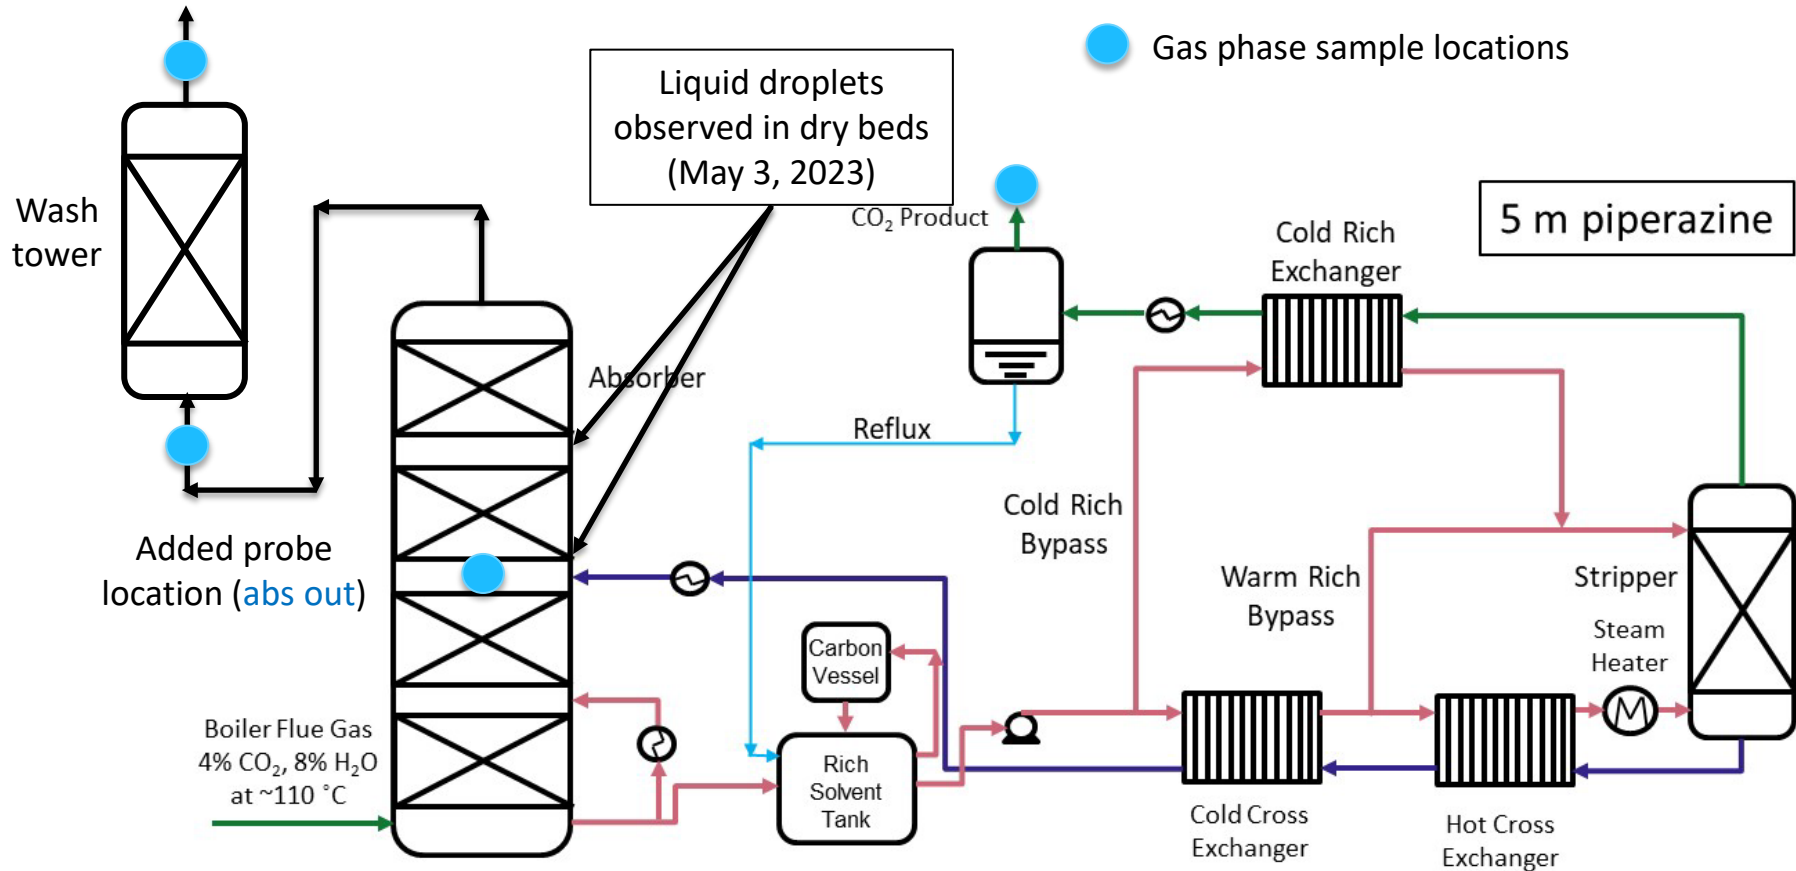 Gas phase sample locations
Liquid droplets
observed in dry beds
(May 3, 2023)
Wash
tower
CO₂ Product
Cold Rich
Exchanger
5 m piperazine
Absorber
Reflux
Cold Rich
Bypass
Added probe
location (abs out)
Warm Rich
Bypass
Stripper
Steam
Heater
Carbon
Vessel
Boiler Flue Gas
4% CO₂, 8% H₂O
at ~110 ˚C
Rich
Solvent
Tank
Cold Cross
Exchanger
Hot Cross
Exchanger